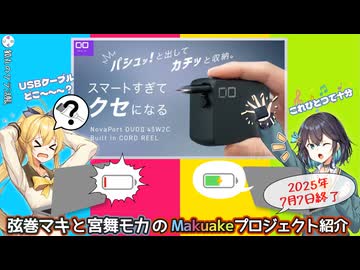 パシュッ!と出して
カチッと収納。
スマートすぎて
クセになる
NovaPort DUOⅡ 45W2C
Built in CORD REEL
USBケーブル
どこ〜〜〜?
?
これひとつで十分
2025年
7月7日終了
弦巻マキと宮舞モカの Makuakeプロジェクト紹介